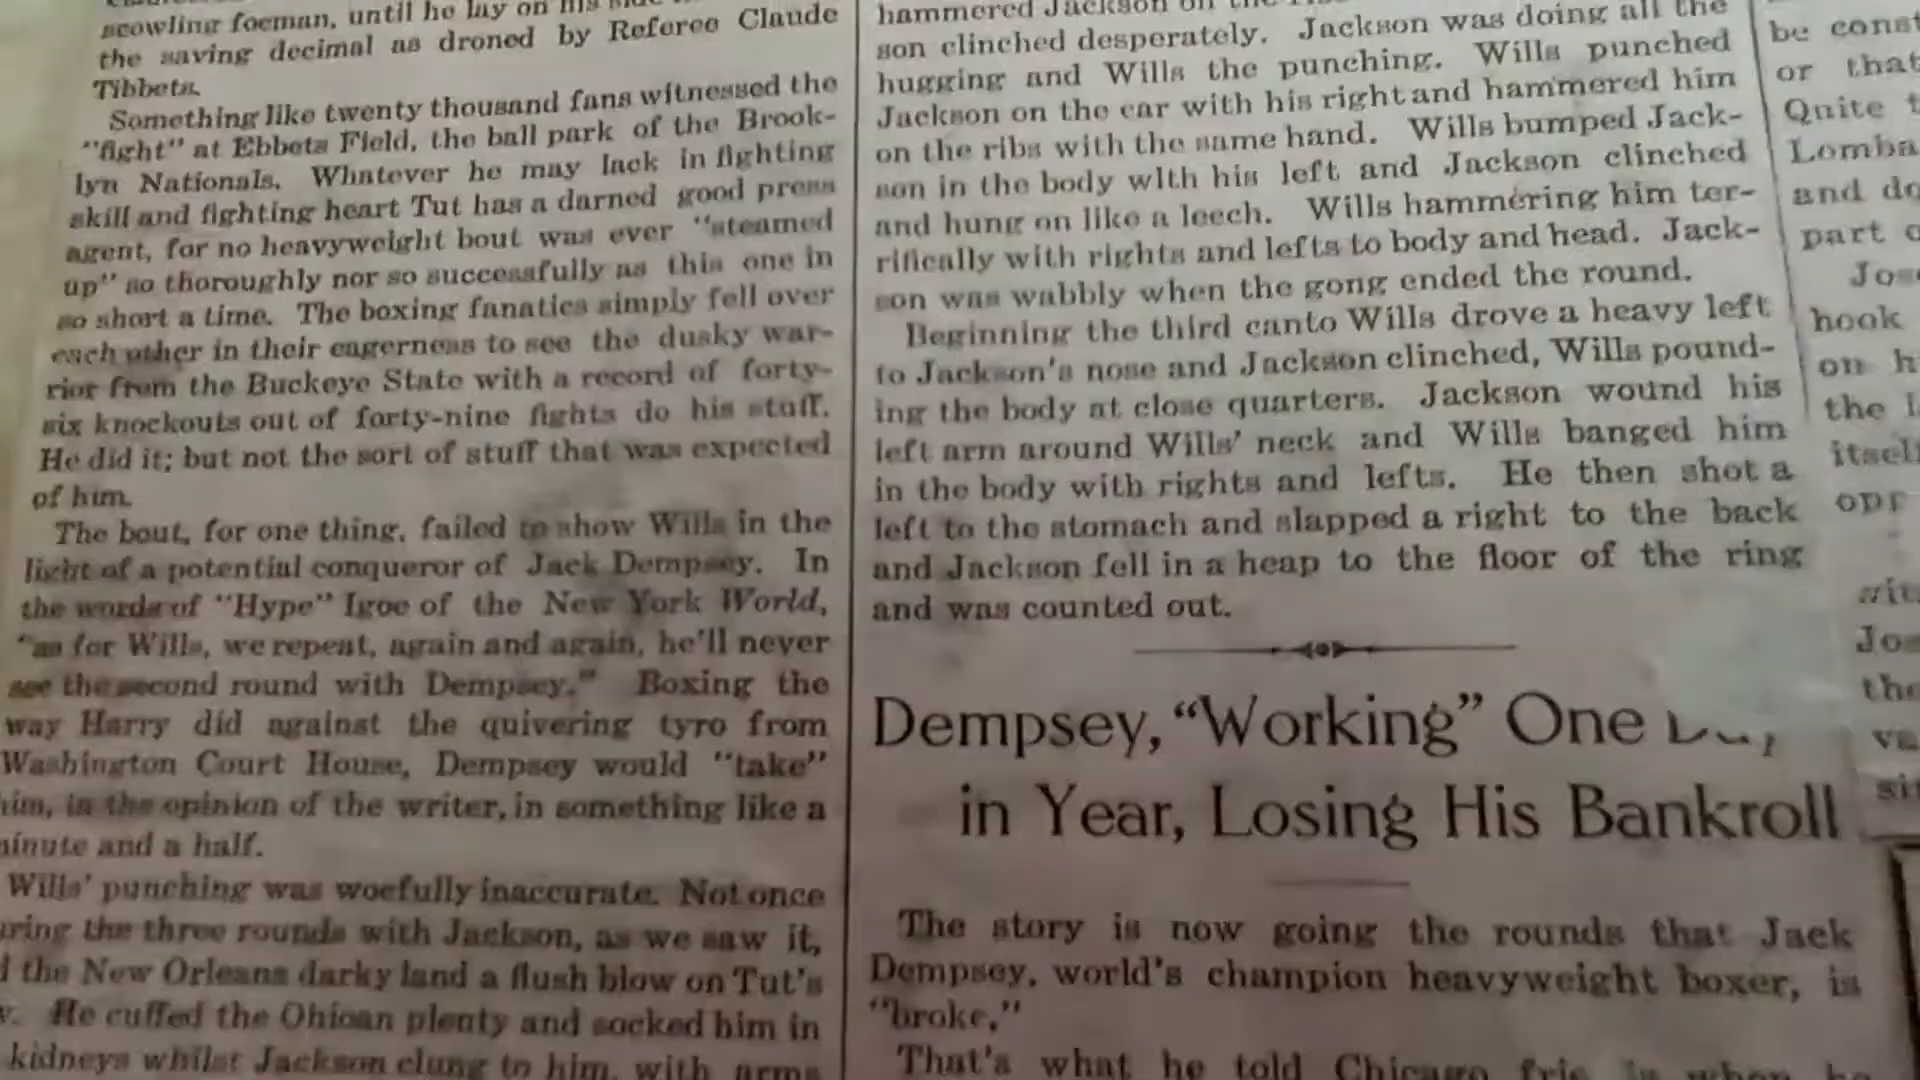 scowling foeman, until he lay on his
the saving decimal as droned by Referee Claude
Tibbets.
Something like twenty thousand fans witnessed the
"fight" at Ebbets Field, the ball park of the Brook-
lyn Nationals. Whatever he may lack in fighting
skill and fighting heart Tut has a darned good press
agent, for no heavyweight bout was ever "steamed
up" so thoroughly nor so successfully as this one in
so short a time. The boxing fanatics simply fell over
each other in their eagerness to see the dusky war-
rior from the Buckeye State with a record of forty-
six knockouts out of forty-nine fights do his stuff.
He did it; but not the sort of stuff that was expected
of him.
The bout, for one thing, failed to show Wills in the
light of a potential conqueror of Jack Dempsey. In
the words of "Hype" Igoe of the New York World,
"as for Wills, we repeat, again and again, he'll never
see the second round with Dempsey." Boxing the
way Harry did against the quivering tyro from
Washington Court House, Dempsey would "take"
him, in the opinion of the writer, in something like a
minute and a half.
Wills' punching was woefully inaccurate. Not once
uring the three rounds with Jackson, as we saw it,
d the New Orleans darky land a flush blow on Tut's
He cuffed the Ohioan plenty and socked him in
kidneys whilst Jackson clung to him, with arms
hammered Jackson on the
son clinched desperately. Jackson was doing all the
hugging and Wills the punching. Wills punched
Jackson on the ear with his right and hammered him
on the ribs with the same hand. Wills bumped Jack-
son in the body with his left and Jackson clinched
and hung on like a leech. Wills hammering him ter-
rifically with rights and lefts to body and head. Jack-
son was wabbly when the gong ended the round.
Beginning the third canto Wills drove a heavy left
to Jackson's nose and Jackson clinched, Wills pound-
ing the body at close quarters. Jackson wound his
left arm around Wills' neck and Wills banged him
in the body with rights and lefts. He then shot a
left to the stomach and slapped a right to the back
and Jackson fell in a heap to the floor of the ring
and was counted out.
Dempsey, "Working" One
in Year, Losing His Bankroll
The story is now going the rounds that Jack
Dempsey, world's champion heavyweight boxer, is
"broke."
That's what he told Chicago when he
be const
or that
Quite
Lomba
and do
part o
Jos
hook
on h
the
itself
opp
Jos
the